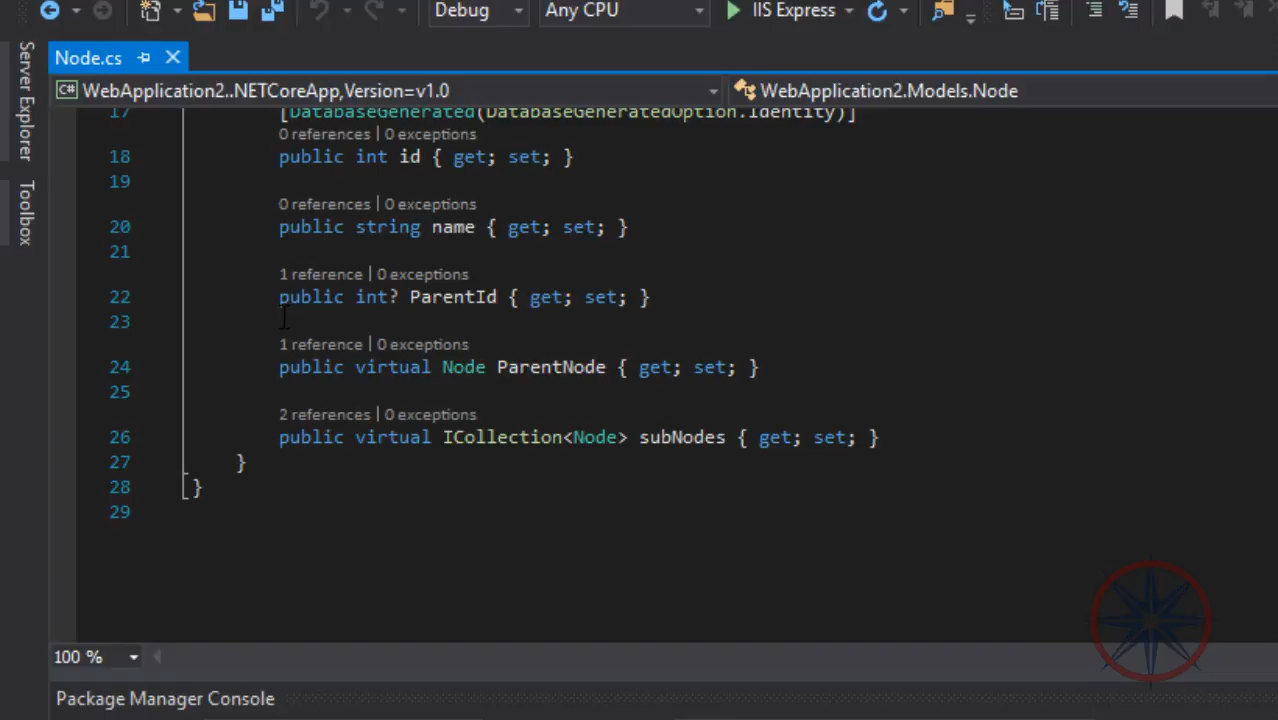 Debug Any CPU IIS Express
Node.cs
Server Explorer
Toolbox
C# WebApplication2..NETCoreApp,Version=v1.0 WebApplication2.Models.Node
17 [DatabaseGenerated(DatabaseGeneratedOption.Identity)]
0 references | 0 exceptions
18 public int id { get; set; }
19
0 references | 0 exceptions
20 public string name { get; set; }
21
1 reference | 0 exceptions
22 public int? ParentId { get; set; }
23
1 reference | 0 exceptions
24 public virtual Node ParentNode { get; set; }
25
2 references | 0 exceptions
26 public virtual ICollection<Node> subNodes { get; set; }
27 }
28 }
29
100 %
Package Manager Console